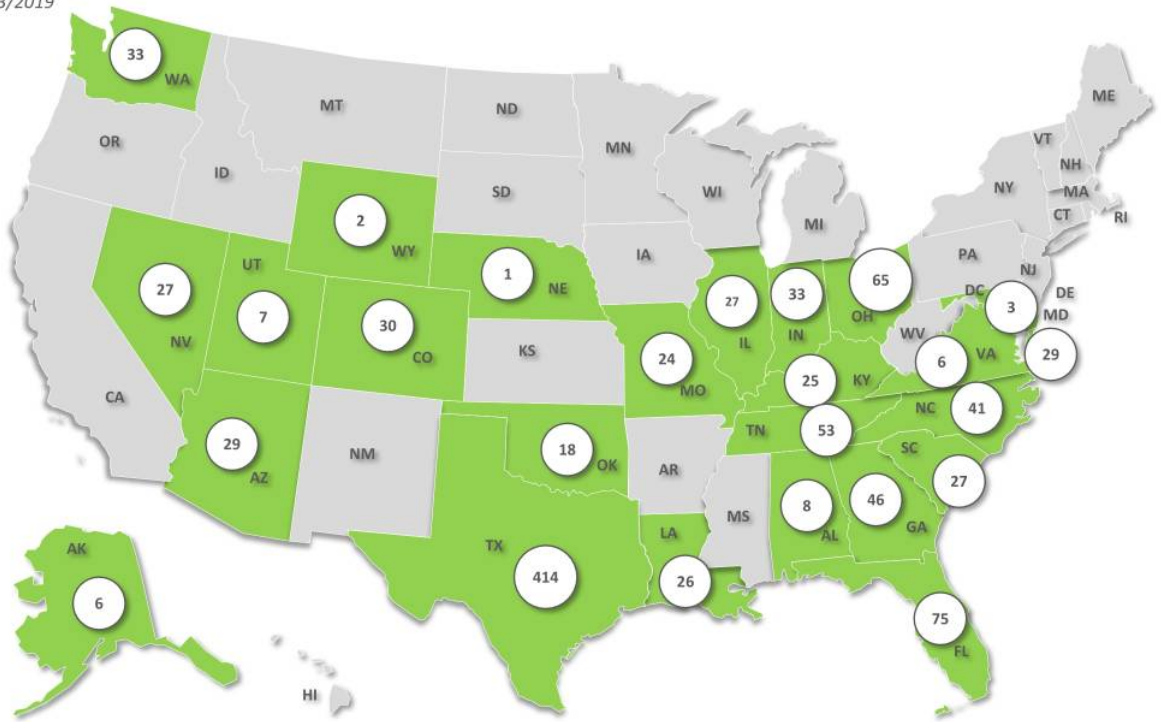 3/2019
33
WA
MT
ND
MN
ME
OR
ID
SD
WI
MI
VT
NH
NY
MA
CT
RI
2
WY
IA
PA
NJ
UT
1
NE
27
NV
7
30
CO
27
IL
33
IN
65
OH
DC
3
DE
MD
WV
6
VA
29
KS
24
MO
25
KY
CA
NC
41
29
AZ
NM
18
OK
TN
53
AR
SC
27
MS
8
AL
46
GA
TX
414
LA
26
AK
6
75
FL
HI